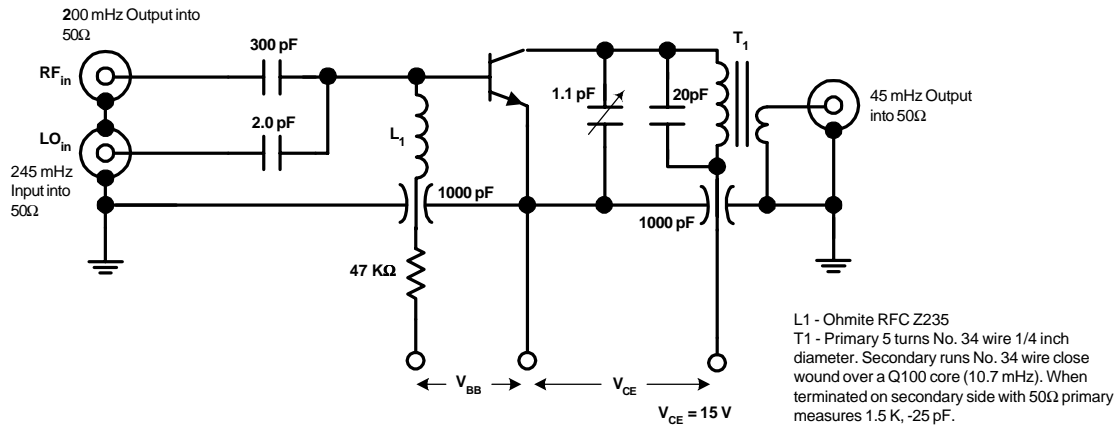 200 mHz Output into
50Ω
RF in
300 pF
LO in
2.0 pF
245 mHz
Input into
50Ω
L1
1000 pF
47 KΩ
1.1 pF
20pF
T1
45 mHz Output
into 50Ω
1000 pF
VBB
VCE
VCE = 15 V
L1 - Ohmite RFC Z235
T1 - Primary 5 turns No. 34 wire 1/4 inch
diameter. Secondary runs No. 34 wire close
wound over a Q100 core (10.7 mHz). When
terminated on secondary side with 50Ω primary
measures 1.5 K, -25 pF.